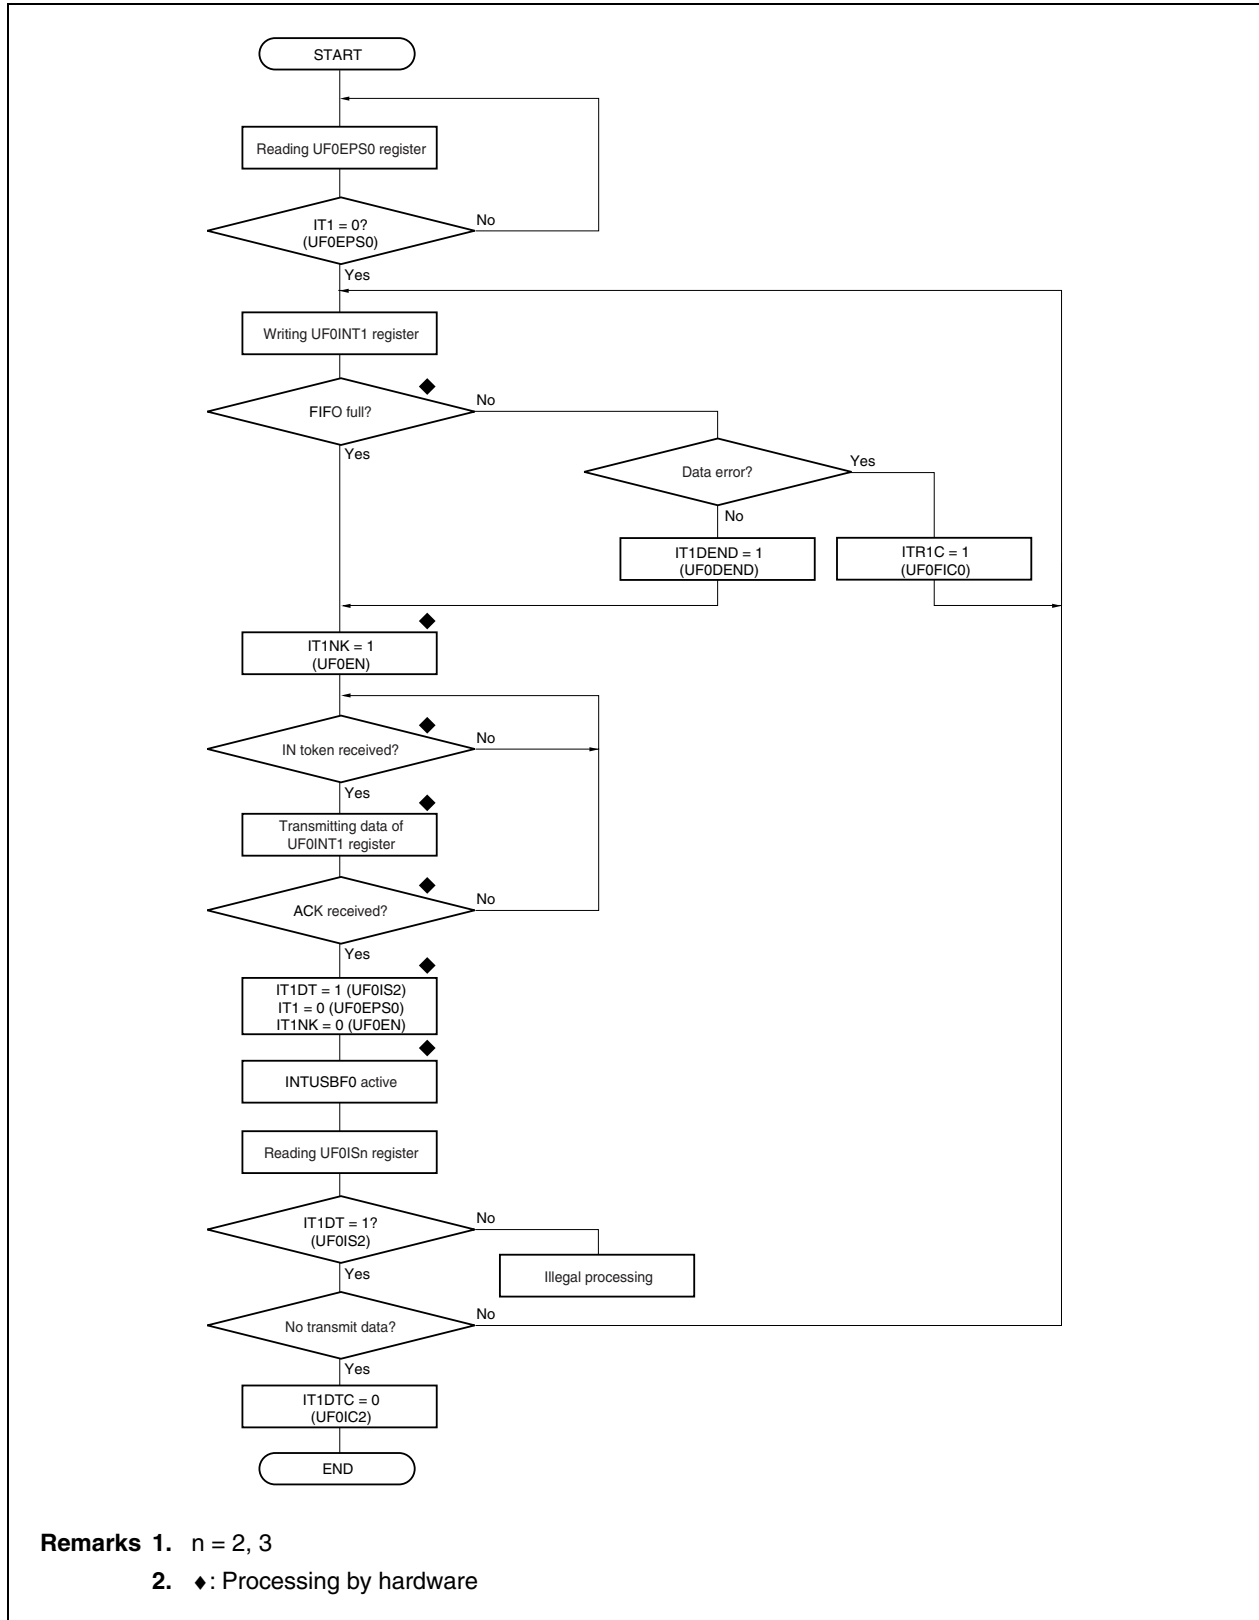 START
Reading UF0EPS0 register
IT1 = 0?
(UF0EPS0)
No
Yes
Writing UF0INT1 register
FIFO full?
◆
No
Yes
Data error?
Yes
No
IT1DEND = 1
(UF0DEND)
ITR1C = 1
(UF0FIC0)
◆
IT1NK = 1
(UF0EN)
◆
IN token received?
No
Yes
◆
Transmitting data of
UF0INT1 register
◆
ACK received?
No
Yes
◆
IT1DT = 1 (UF0IS2)
IT1 = 0 (UF0EPS0)
IT1NK = 0 (UF0EN)
◆
INTUSBF0 active
Reading UF0ISn register
IT1DT = 1?
(UF0IS2)
No
Illegal processing
Yes
No transmit data?
No
Yes
IT1DTC = 0
(UF0IC2)
END
Remarks 1. n = 2, 3
2. ◆: Processing by hardware